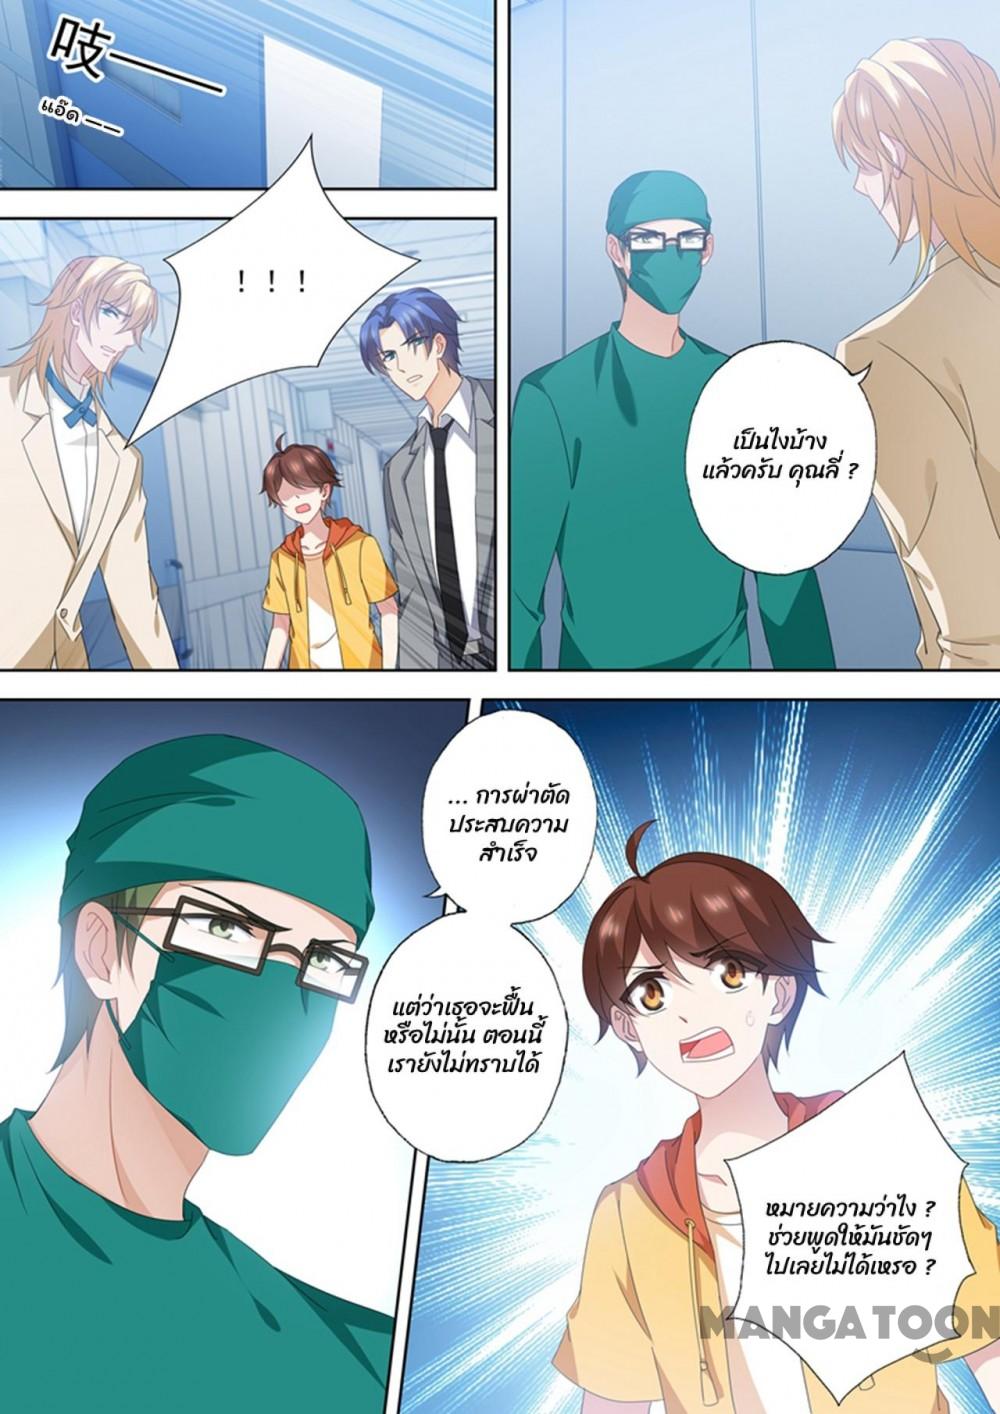 吱——
แอ๊ด ——
！！！
เป็นไงบ้าง
แล้วครับ คุณลี่ ?
... การผ่าตัด
ประสบความ
สำเร็จ
แต่ว่าเธอจะฟื้น
หรือไม่นั้น ตอนนี้
เรายังไม่ทราบได้
หมายความว่าไง ?
ช่วยพูดให้มันชัดๆ
ไปเลยไม่ได้เหรอ ?
MANGATOON